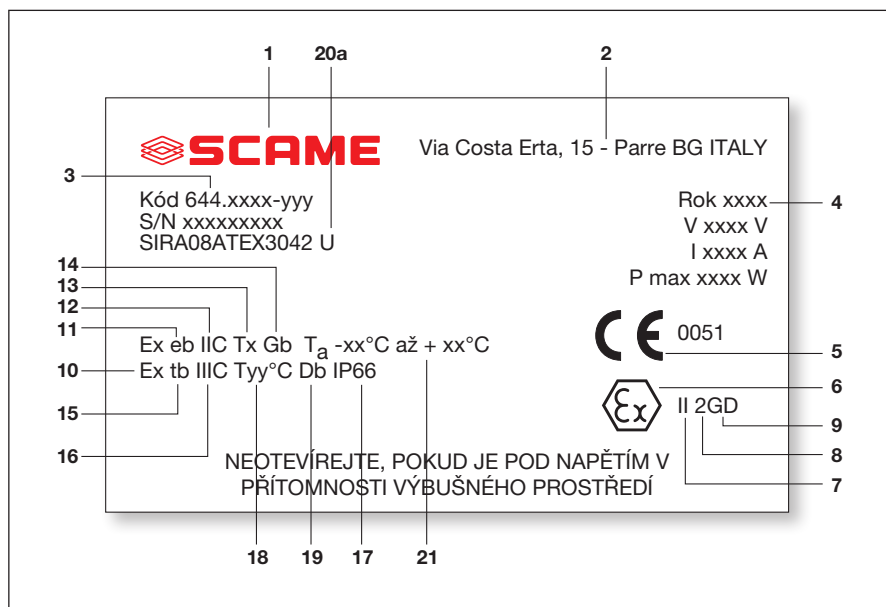 1 20a 2
SCAME
Via Costa Erta, 15 - Parre BG ITALY
3
Kód 644.xxxx-yyy
S/N xxxxxxxxx
SIRA08ATEX3042 U
Rok xxxx 4
V xxxx V
I xxxx A
P max xxxx W
14
13
12
11
Ex eb IIC Tx Gb Ta -xx°C až + xx°C
10 Ex tb IIIC Tyy°C Db IP66
15
16
CE 0051
5
6
Ex II 2GD
9
8
7
NEOTEVÍREJTE, POKUD JE POD NAPĚTÍM V
PŘÍTOMNOSTI VÝBUŠNÉHO PROSTŘEDÍ
18 19 17 21